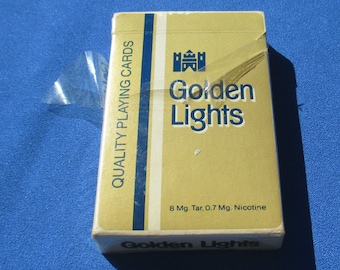 QUALITY PLAYING CARDS
Golden
Lights
8 Mg. Tar, 0.7 Mg. Nicotine
Golden Lights